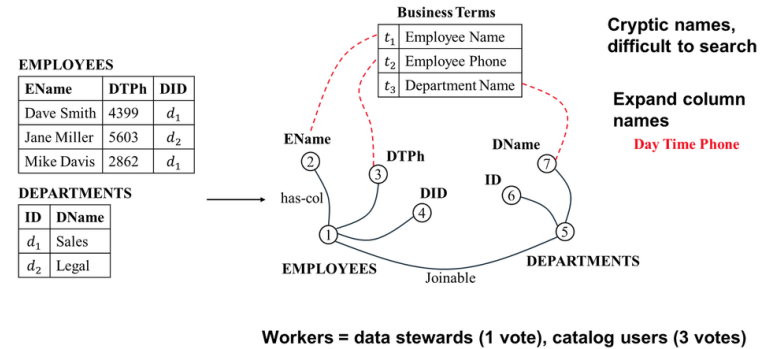 Business Terms
t1 Employee Name
t2 Employee Phone
t3 Department Name
Cryptic names,
difficult to search
Expand column
names
Day Time Phone
EMPLOYEES
EName DTPh DID
Dave Smith 4399 d1
Jane Miller 5603 d2
Mike Davis 2862 d1
DEPARTMENTS
ID DName
d1 Sales
d2 Legal
EName
2
DTPh
3
DID
4
has-col
1
EMPLOYEES
Joinable
DName
7
ID
6
5
DEPARTMENTS
Workers = data stewards (1 vote), catalog users (3 votes)